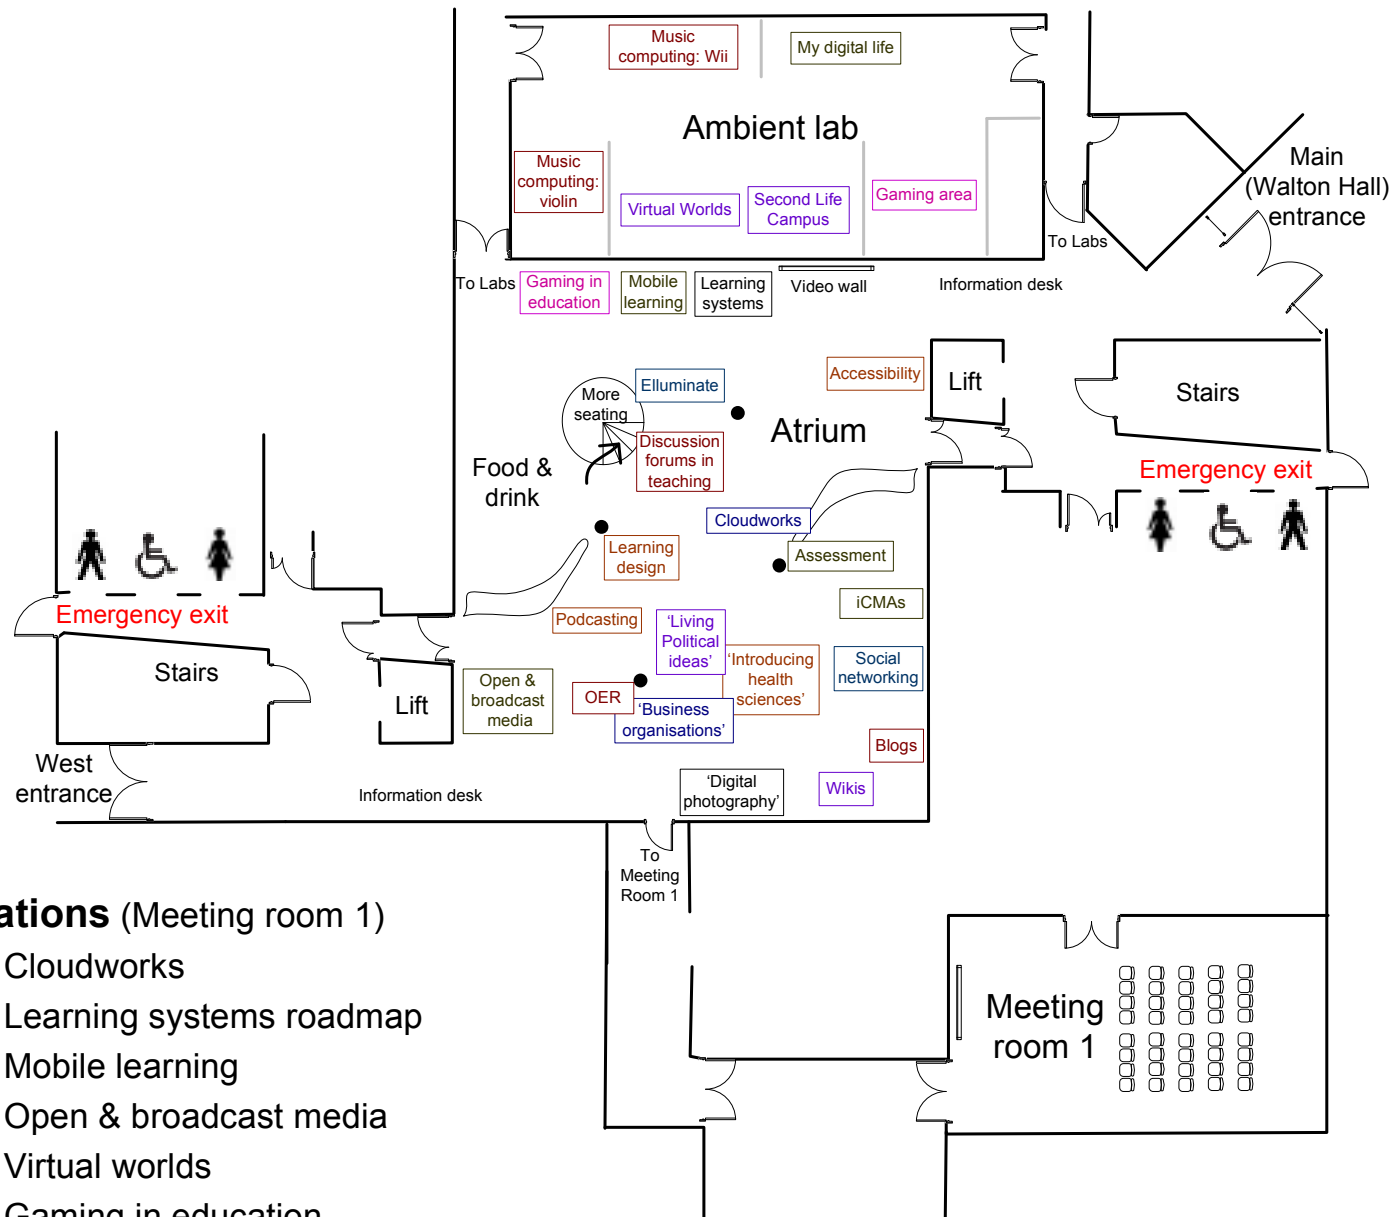 Music
computing: Wii
My digital life
Ambient lab
Music
computing:
violin
Virtual Worlds
Second Life
Campus
Gaming area
Main
(Walton Hall)
entrance
To Labs
To Labs
Gaming in
education
Mobile
learning
Learning
systems
Video wall
Information desk
Accessibility
Lift
Stairs
Elluminate
More
seating
Atrium
Discussion
forums in
teaching
Food &
drink
Emergency exit
Cloudworks
Learning
design
Assessment
iCMAs
Emergency exit
Podcasting
'Living
Political
ideas'
'Introducing
health
sciences'
Social
networking
Stairs
Lift
Open &
broadcast
media
OER
'Business
organisations'
Blogs
West
entrance
Information desk
'Digital
photography'
Wikis
To
Meeting
Room 1
ations (Meeting room 1)
Cloudworks
Learning systems roadmap
Mobile learning
Open & broadcast media
Virtual worlds
Gaming in education
Meeting
room 1